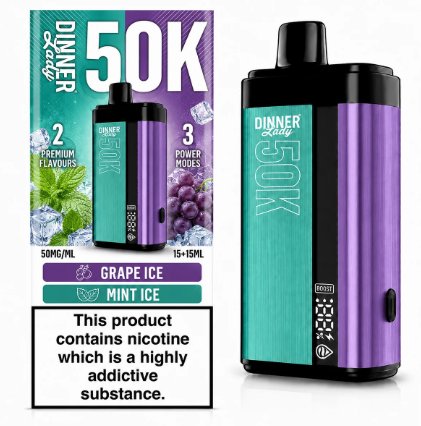 DINNER
Lady
50K
2
PREMIUM
FLAVOURS
3
POWER
MODES
50MG/ML
15+15ML
GRAPE ICE
MINT ICE
This product
contains nicotine
which is a highly
addictive
substance.
DINNER
Lady
50K
BOOST
188%